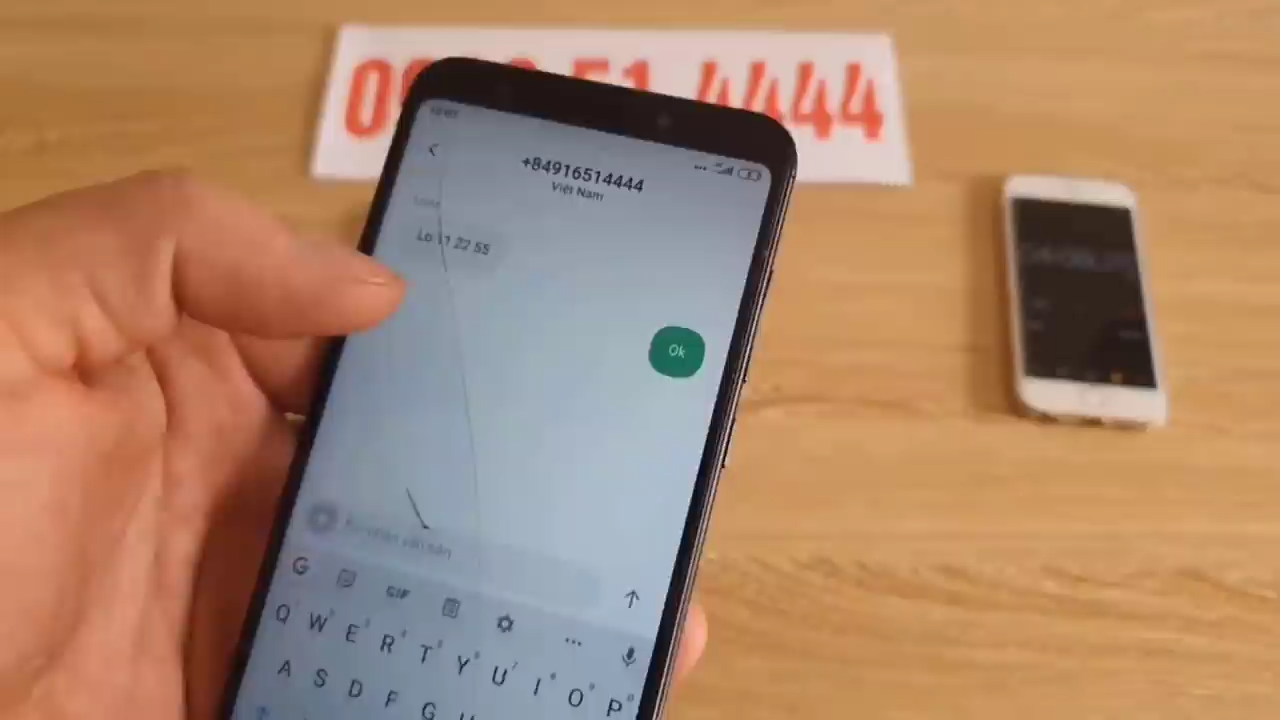 51 4444
+84916514444
Việt Nam
Lo 11 22 55
Ok
G
GIF
Q W E R T Y U I O P
A S D F G